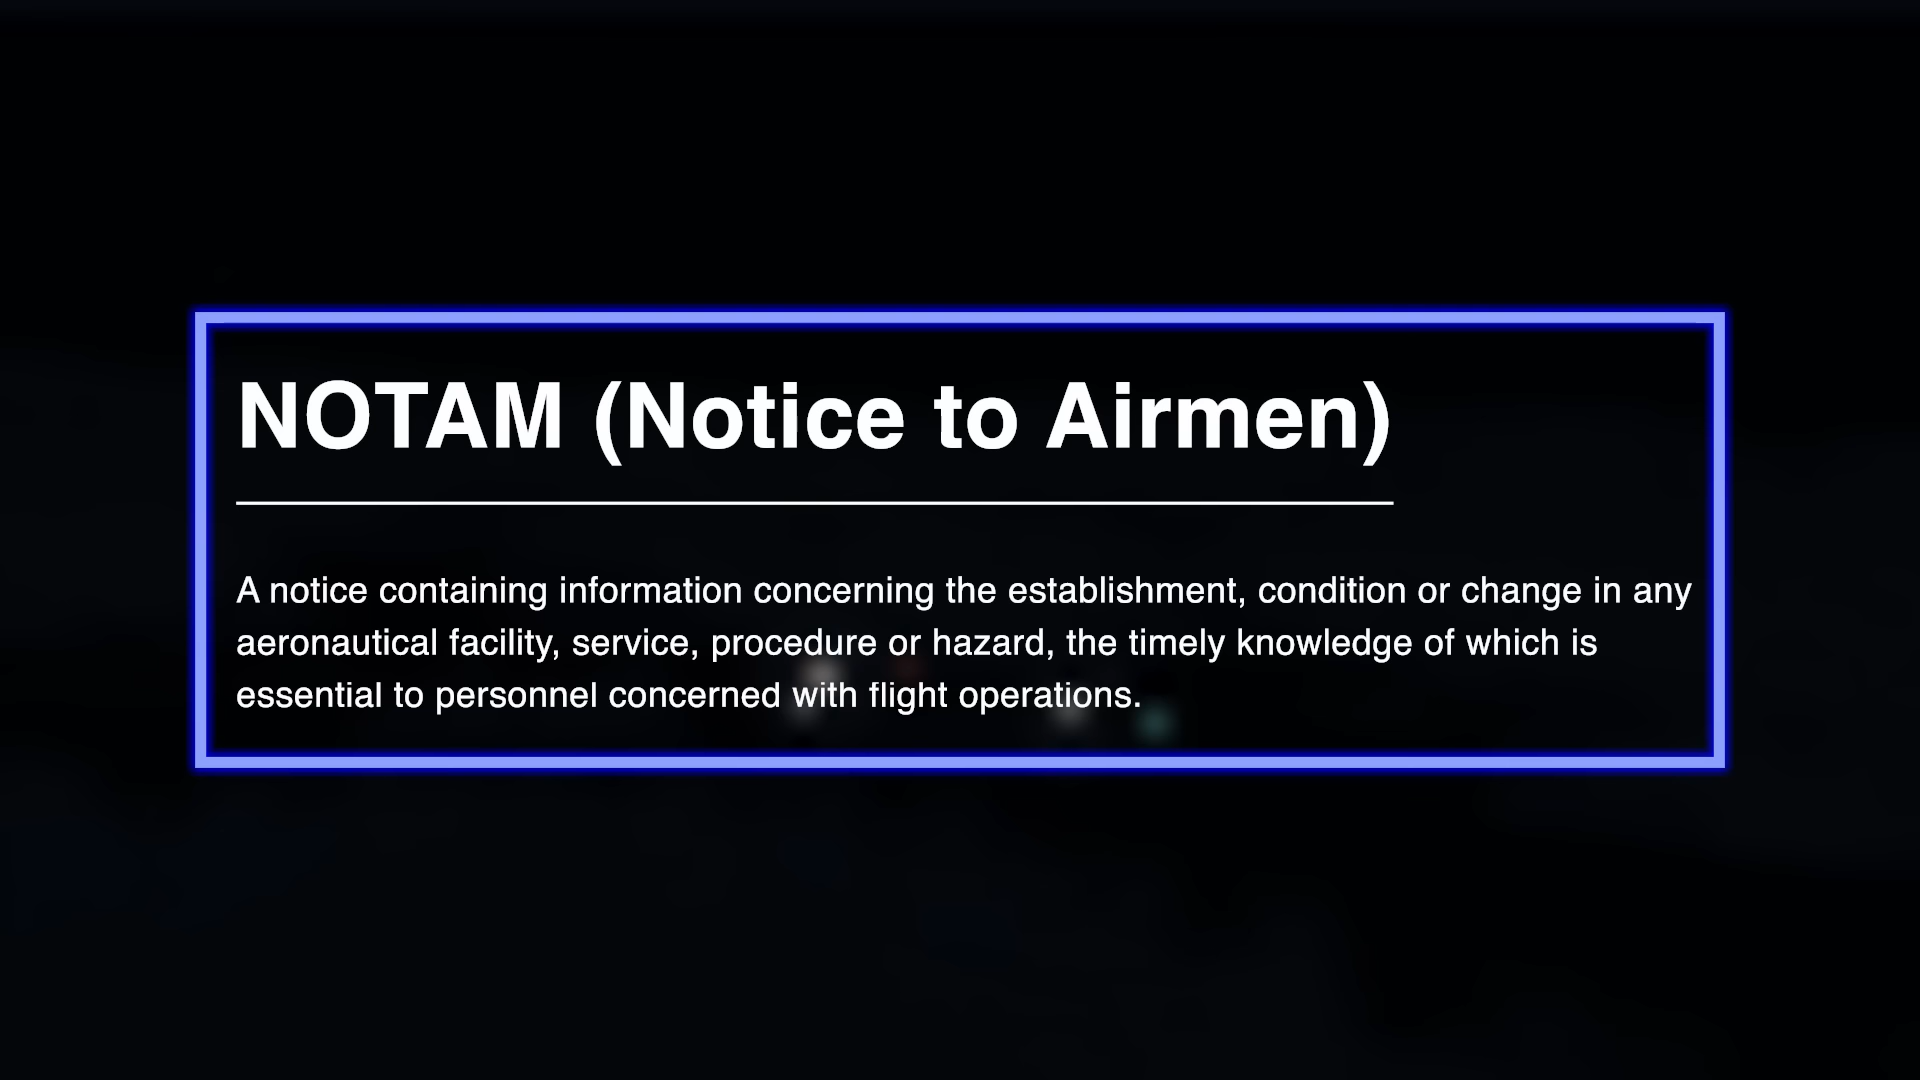 NOTAM (Notice to Airmen)
A notice containing information concerning the establishment, condition or change in any
aeronautical facility, service, procedure or hazard, the timely knowledge of which is
essential to personnel concerned with flight operations.